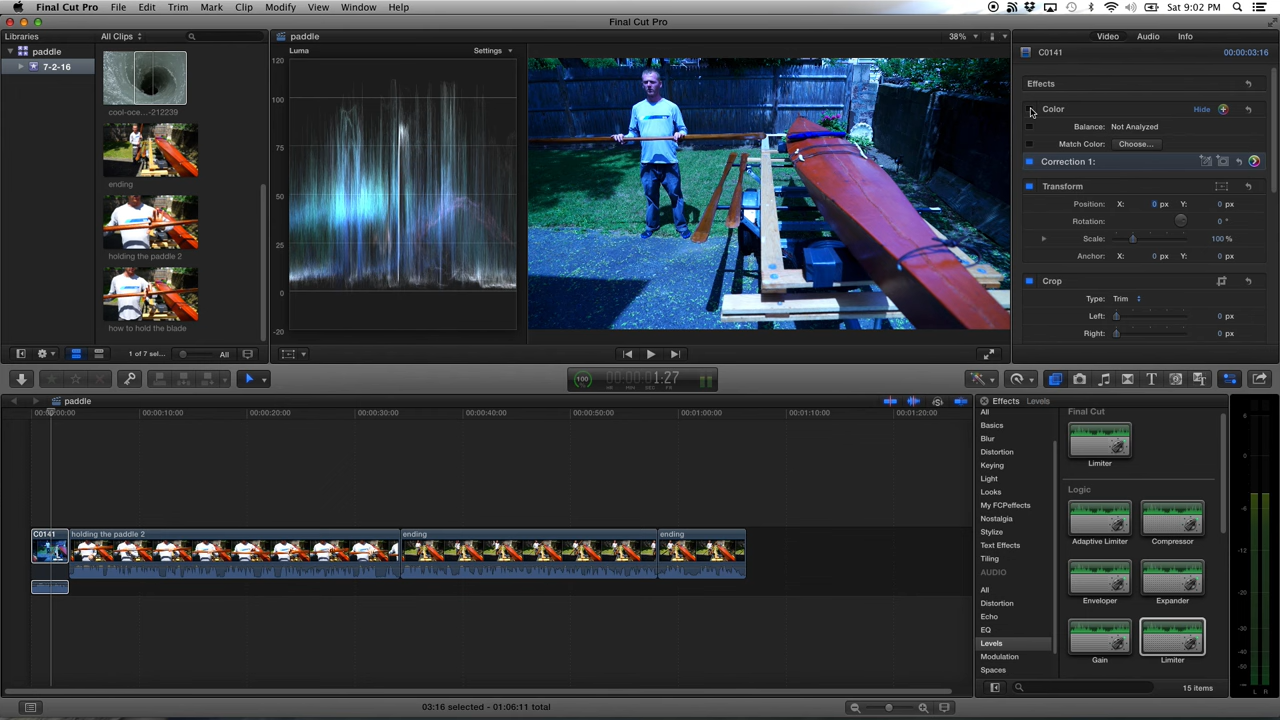 Final Cut Pro File Edit Trim Mark Clip Modify View Window Help Sat 9:02 PM
Final Cut Pro
Libraries All Clips paddle 38% Video Audio Info
paddle
7-2-16
Luma Settings
C0141 00:00:03:16
120
100
75
50
25
0
-20
cool-oce...-212239
ending
holding the paddle 2
how to hold the blade
1 of 7 sel... All
Effects
Color Hide
Balance: Not Analyzed
Match Color: Choose...
Correction 1:
Transform
Position: X: 0 px Y: 0 px
Rotation: 0 °
Scale: 100 %
Anchor: X: 0 px Y: 0 px
Crop
Type: Trim
Left: 0 px
Right: 0 px
100 1:27
paddle
00:00:10:00 00:00:20:00 00:00:30:00 00:00:40:00 00:00:50:00 00:01:00:00 00:01:10:00 00:01:20:00
C0141 holding the paddle 2 ending ending
Effects Levels
All
Basics
Blur
Distortion
Keying
Light
Looks
My FCPeffects
Nostalgia
Stylize
Text Effects
Tiling
AUDIO
All
Distortion
Echo
EQ
Levels
Modulation
Spaces
Final Cut
Limiter
Logic
Adaptive Limiter Compressor
Enveloper Expander
Gain Limiter
15 items
6
0
-6
-12
-20
-30
-40
-50
L R
03:16 selected - 01:06:11 total